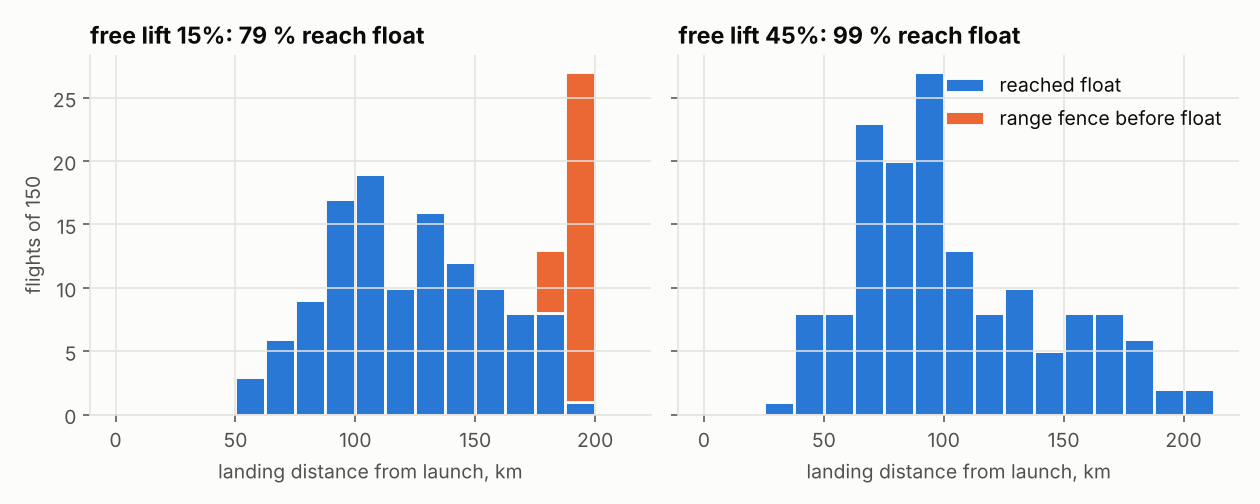 free lift 15%: 79 % reach float
flights of 150
25
20
15
10
5
0
0 50 100 150 200
landing distance from launch, km
free lift 45%: 99 % reach float
reached float
range fence before float
0 50 100 150 200
landing distance from launch, km